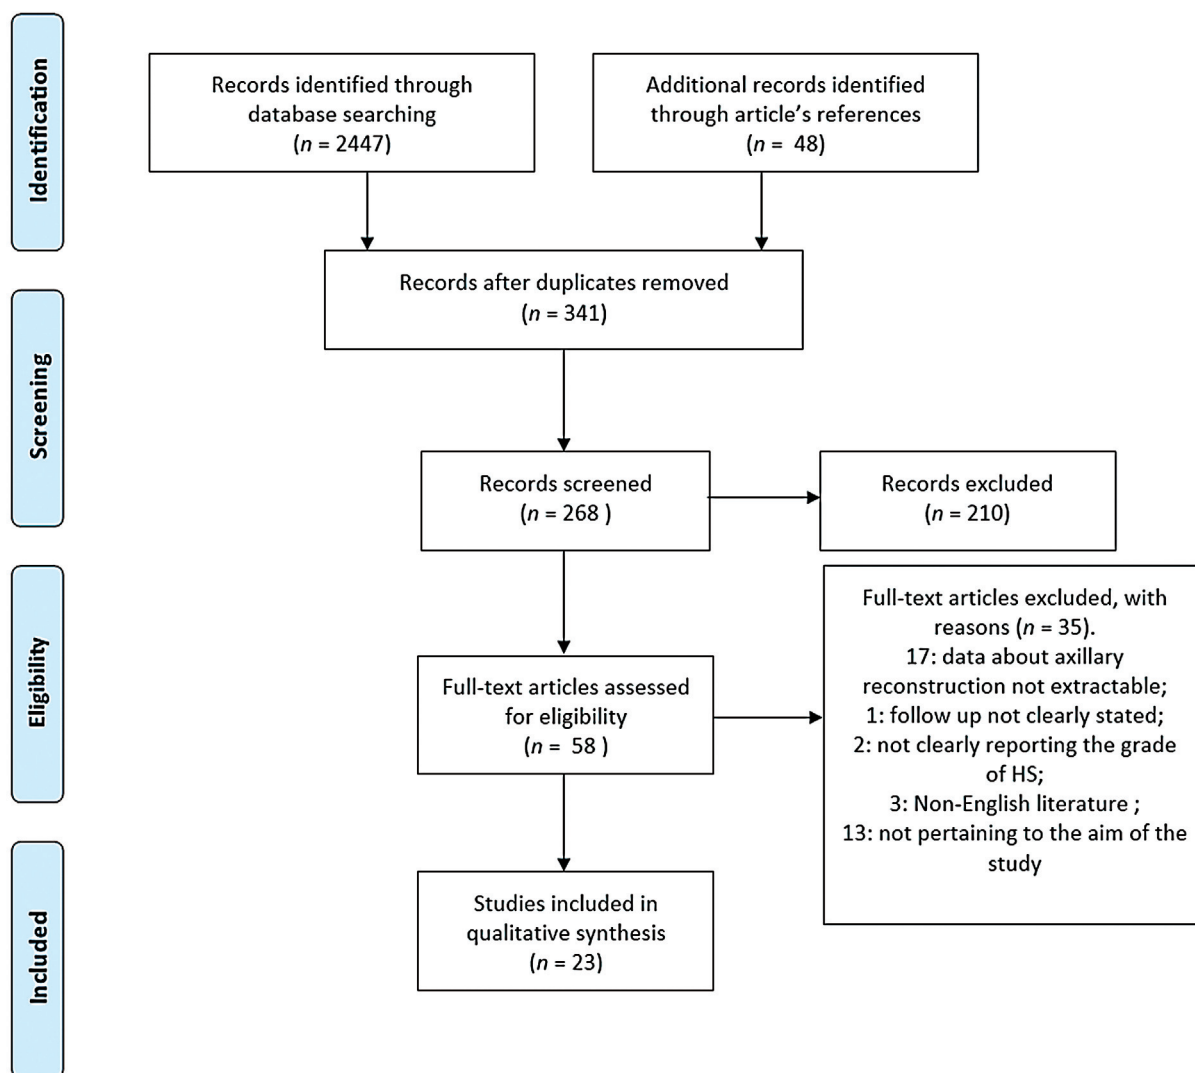 Identification
Records identified through
database searching
(n = 2447)
Additional records identified
through article’s references
(n =  48)
Records after duplicates removed
(n = 341)
Screening
Records screened
(n = 268 )
Records excluded
(n = 210)
Eligibility
Full-text articles assessed
for eligibility
(n =  58 )
Full-text articles excluded, with
reasons (n = 35).
17: data about axillary
reconstruction not extractable;
1: follow up not clearly stated;
2: not clearly reporting the grade
of HS;
3: Non-English literature ;
13: not pertaining to the aim of the
study
Included
Studies included in
qualitative synthesis
(n = 23)